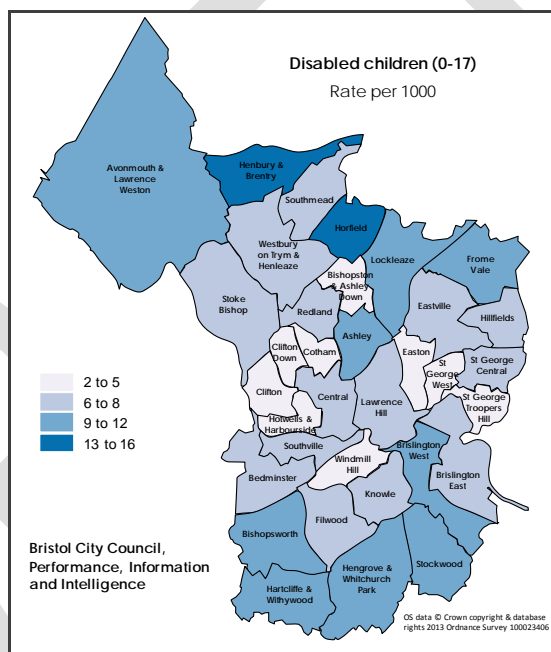 Disabled children (0-17)
Rate per 1000
Avonmouth &
Lawrence
Weston
Henbury &
Brentry
Southmead
Horfield
Westbury
on Trym &
Henleaze
Bishopston
& Ashley
Down
Lockleaze
Frome
Vale
Stoke
Bishop
Redland
Eastville
Hillfields
Clifton
Down
Cotham
Ashley
Easton
St
George
West
St George
Central
Clifton
Central
Lawrence
Hill
St George
Troopers
Hill
Hotwells &
Harbourside
Southville
Windmill
Hill
Brislington
West
Bedminster
Knowle
Brislington
East
Filwood
Bishopsworth
Hengrove &
Whitchurch
Park
Stockwood
Hartcliffe &
Withywood
2 to 5
6 to 8
9 to 12
13 to 16
Bristol City Council,
Performance, Information
and Intelligence
OS data © Crown copyright & database
rights 2013 Ordnance Survey 100023406